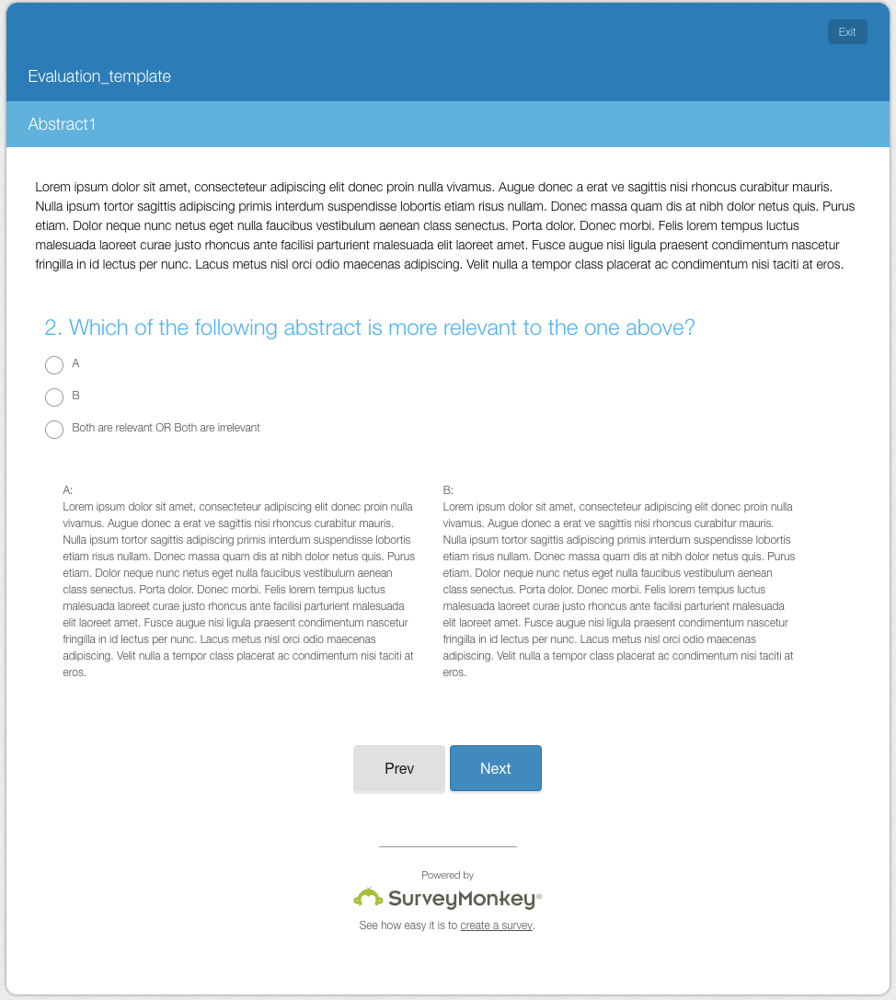 Exit
Evaluation_template
Abstract1
Lorem ipsum dolor sit amet, consecteteur adipiscing elit donec proin nulla vivamus. Augue donec a erat ve sagittis nisi rhoncus curabitur mauris.
Nulla ipsum tortor sagittis adipiscing primis interdum suspendisse lobortis etiam risus nullam. Donec massa quam dis at nibh dolor netus quis. Purus
etiam. Dolor neque nunc netus eget nulla faucibus vestibulum aenean class senectus. Porta dolor. Donec morbi. Felis lorem tempus luctus
malesuada laoreet curae justo rhoncus ante facilisi parturient malesuada elit laoreet amet. Fusce augue nisi ligula praesent condimentum nascetur
fringilla in id lectus per nunc. Lacus metus nisl orci odio maecenas adipiscing. Velit nulla a tempor class placerat ac condimentum nisi taciti at eros.
2. Which of the following abstract is more relevant to the one above?
A
B
Both are relevant OR Both are irrelevant
A:
Lorem ipsum dolor sit amet, consecteteur adipiscing elit donec proin nulla
vivamus. Augue donec a erat ve sagittis nisi rhoncus curabitur mauris.
Nulla ipsum tortor sagittis adipiscing primis interdum suspendisse lobortis
etiam risus nullam. Donec massa quam dis at nibh dolor netus quis. Purus
etiam. Dolor neque nunc netus eget nulla faucibus vestibulum aenean
class senectus. Porta dolor. Donec morbi. Felis lorem tempus luctus
malesuada laoreet curae justo rhoncus ante facilisi parturient malesuada
elit laoreet amet. Fusce augue nisi ligula praesent condimentum nascetur
fringilla in id lectus per nunc. Lacus metus nisl orci odio maecenas
adipiscing. Velit nulla a tempor class placerat ac condimentum nisi taciti at
eros.
B:
Lorem ipsum dolor sit amet, consecteteur adipiscing elit donec proin nulla
vivamus. Augue donec a erat ve sagittis nisi rhoncus curabitur mauris.
Nulla ipsum tortor sagittis adipiscing primis interdum suspendisse lobortis
etiam risus nullam. Donec massa quam dis at nibh dolor netus quis. Purus
etiam. Dolor neque nunc netus eget nulla faucibus vestibulum aenean
class senectus. Porta dolor. Donec morbi. Felis lorem tempus luctus
malesuada laoreet curae justo rhoncus ante facilisi parturient malesuada
elit laoreet amet. Fusce augue nisi ligula praesent condimentum nascetur
fringilla in id lectus per nunc. Lacus metus nisl orci odio maecenas
adipiscing. Velit nulla a tempor class placerat ac condimentum nisi taciti at
eros.
Prev
Next
Powered by
SurveyMonkey®
See how easy it is to create a survey.